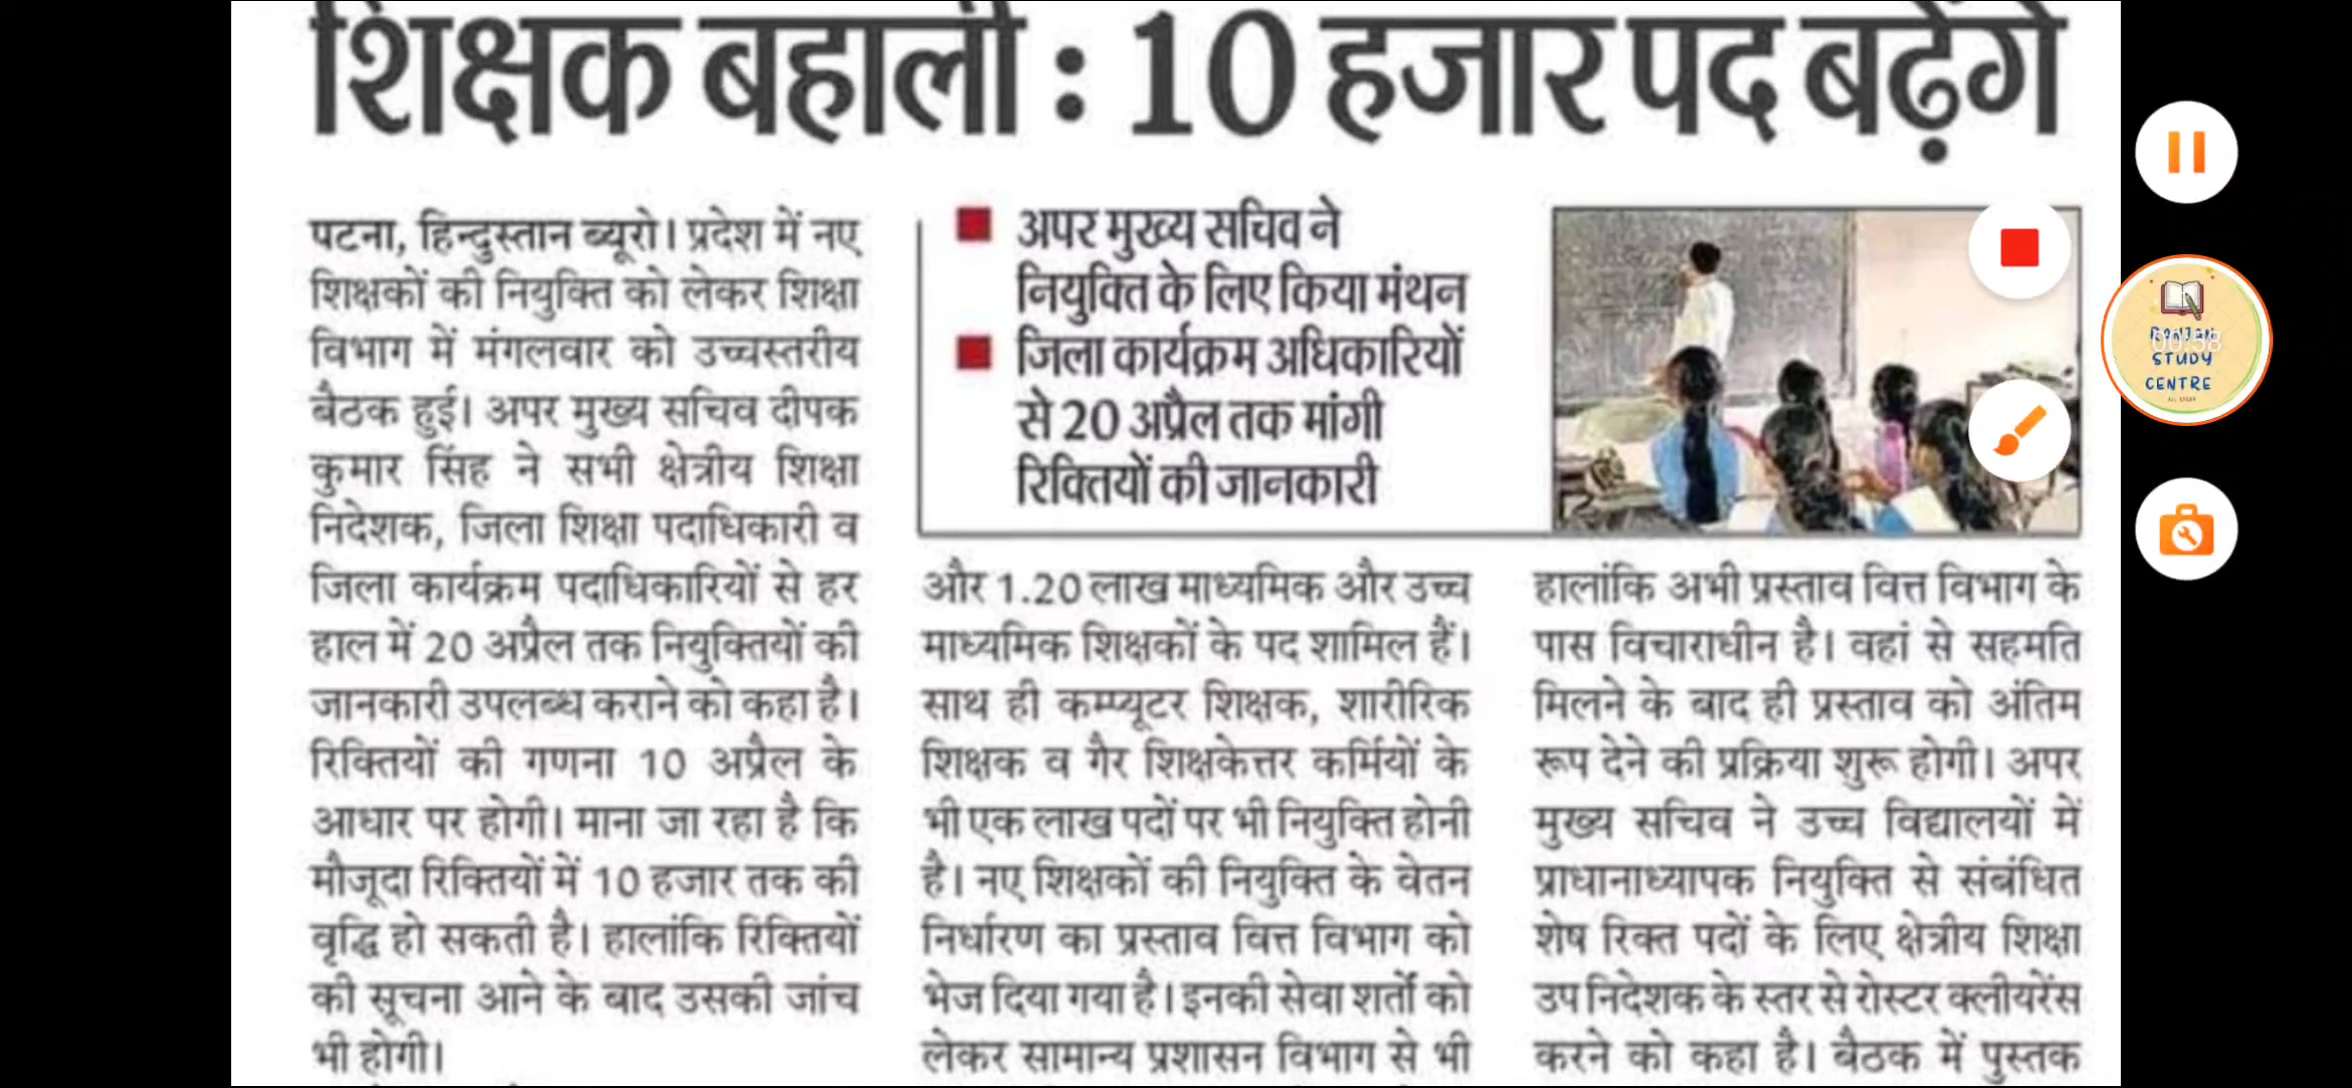 शिक्षक बहाली : 10 हजार पद बढ़ेंगे
पटना, हिन्दुस्तान ब्यूरो। प्रदेश में नए
शिक्षकों की नियुक्ति को लेकर शिक्षा
विभाग में मंगलवार को उच्चस्तरीय
बैठक हुई। अपर मुख्य सचिव दीपक
कुमार सिंह ने सभी क्षेत्रीय शिक्षा
निदेशक, जिला शिक्षा पदाधिकारी व
जिला कार्यक्रम पदाधिकारियों से हर
हाल में 20 अप्रैल तक नियुक्तियों की
जानकारी उपलब्ध कराने को कहा है।
रिक्तियों की गणना 10 अप्रैल के
आधार पर होगी। माना जा रहा है कि
मौजूदा रिक्तियों में 10 हजार तक की
वृद्धि हो सकती है। हालांकि रिक्तियों
की सूचना आने के बाद उसकी जांच
भी होगी।
अपर मुख्य सचिव ने
नियुक्ति के लिए किया मंथन
जिला कार्यक्रम अधिकारियों
से 20 अप्रैल तक मांगी
रिक्तियों की जानकारी
और 1.20 लाख माध्यमिक और उच्च
माध्यमिक शिक्षकों के पद शामिल हैं।
साथ ही कम्प्यूटर शिक्षक, शारीरिक
शिक्षक व गैर शिक्षकेत्तर कर्मियों के
भी एक लाख पदों पर भी नियुक्ति होनी
है। नए शिक्षकों की नियुक्ति के वेतन
निर्धारण का प्रस्ताव वित्त विभाग को
भेज दिया गया है। इनकी सेवा शर्तों को
लेकर सामान्य प्रशासन विभाग से भी
हालांकि अभी प्रस्ताव वित्त विभाग के
पास विचाराधीन है। वहां से सहमति
मिलने के बाद ही प्रस्ताव को अंतिम
रूप देने की प्रक्रिया शुरू होगी। अपर
मुख्य सचिव ने उच्च विद्यालयों में
प्राधानाध्यापक नियुक्ति से संबंधित
शेष रिक्त पदों के लिए क्षेत्रीय शिक्षा
उप निदेशक के स्तर से रोस्टर क्लीयरेंस
करने को कहा है। बैठक में पुस्तक
STUDY
CENTRE